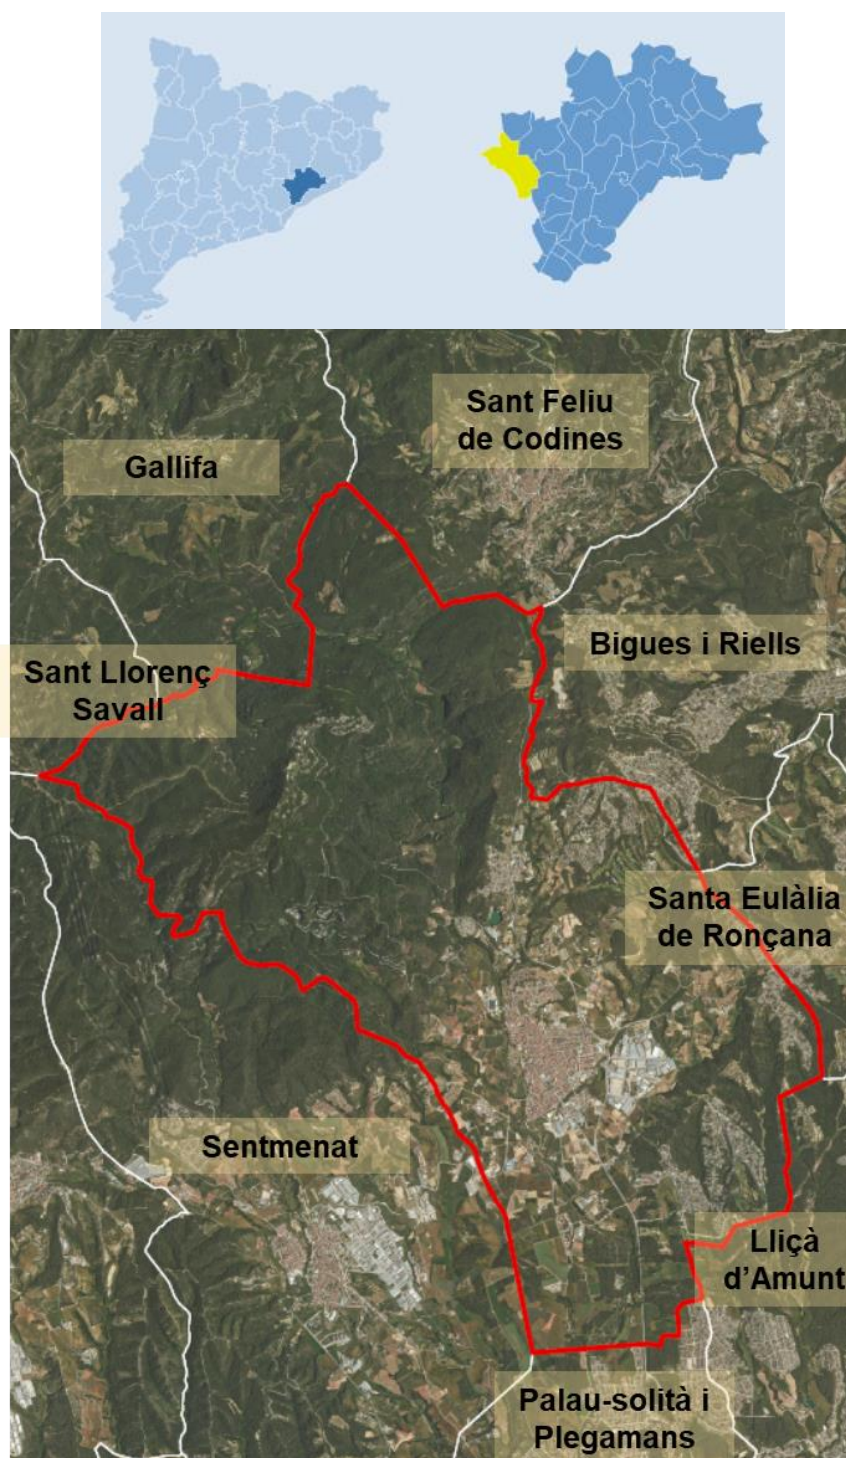 Sant Feliu
de Codines
Gallifa
Bigues i Riells
Sant Llorenç
Savall
Santa Eulàlia
de Ronçana
Sentmenat
Lliçà
d'Amunt
Palau-solità i
Plegamans